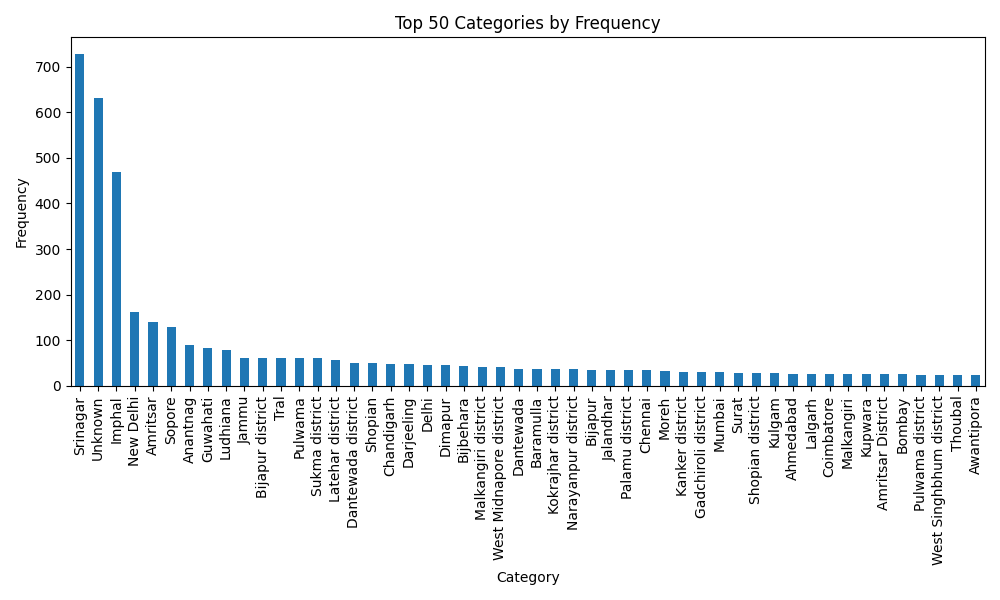 Top 50 Categories by Frequency
Frequency
700
600
500
400
300
200
100
0
Srinagar
Unknown
Imphal
New Delhi
Amritsar
Sopore
Anantnag
Guwahati
Ludhiana
Jammu
Bijapur district
Tral
Pulwama
Sukma district
Latehar district
Dantewada district
Shopian
Chandigarh
Darjeeling
Delhi
Dimapur
Bijbehara
Malkangiri district
West Midnapore district
Dantewada
Baramulla
Kokrajhar district
Narayanpur district
Bijapur
Jalandhar
Palamu district
Chennai
Moreh
Kanker district
Gadchiroli district
Mumbai
Surat
Shopian district
Kulgam
Ahmedabad
Lalgarh
Coimbatore
Malkangiri
Kupwara
Amritsar District
Bombay
Pulwama district
West Singhbhum district
Thoubal
Awantipora
Category